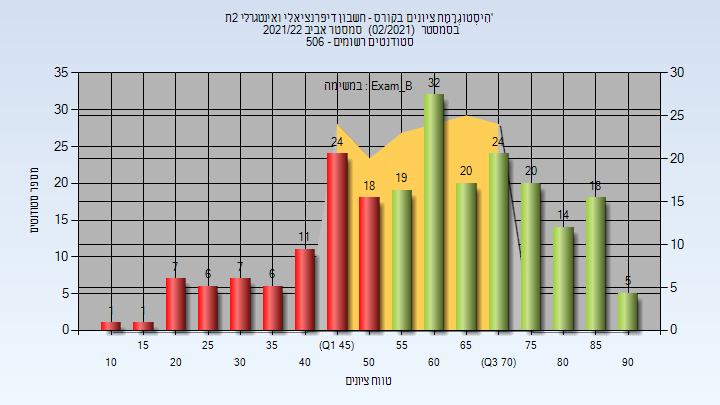 הִיסְטוֹגְרָמַת ציונים בקורס - חשבון דיפרנציאלי ואינטגרלי 2ת'
בסמסטר (02/2021) סמסטר אביב 2021/22
סטודנטים רשומים - 506
במשימה : Exam_B
מספר סטודנטים
35 30 25 20 15 10 5 0
30 25 20 15 10 5 0
1 1 7 6 7 6 11 24 18 19 32 20 24 20 14 18 5
15 25 35 (Q1 45) 55 65 75 85
10 20 30 40 50 60 (Q3 70) 80 90
טווח ציונים